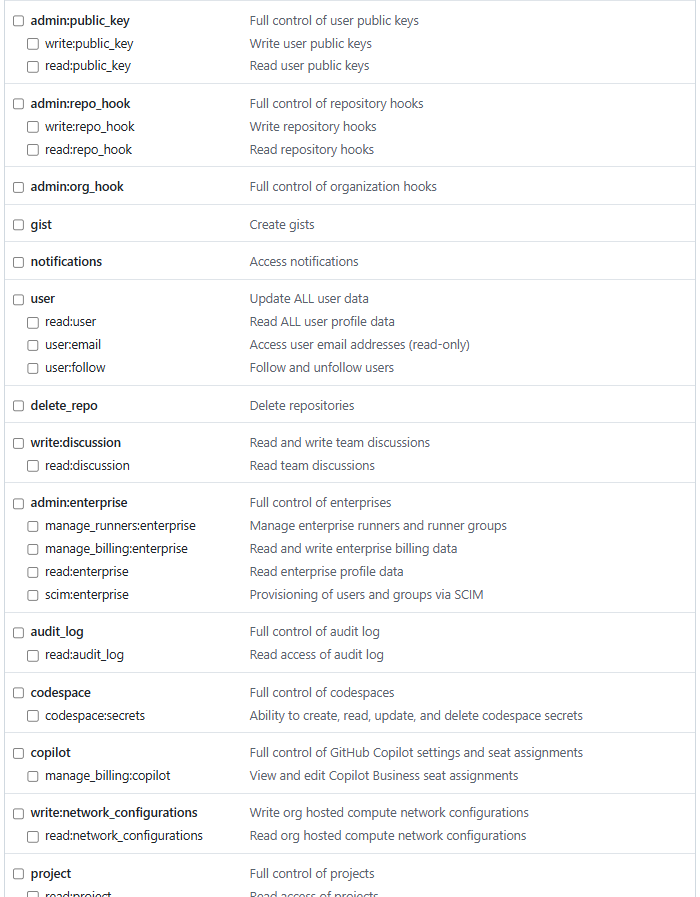 admin:public_key Full control of user public keys
write:public_key Write user public keys
read:public_key Read user public keys
admin:repo_hook Full control of repository hooks
write:repo_hook Write repository hooks
read:repo_hook Read repository hooks
admin:org_hook Full control of organization hooks
gist Create gists
notifications Access notifications
user Update ALL user data
read:user Read ALL user profile data
user:email Access user email addresses (read-only)
user:follow Follow and unfollow users
delete_repo Delete repositories
write:discussion Read and write team discussions
read:discussion Read team discussions
admin:enterprise Full control of enterprises
manage_runners:enterprise Manage enterprise runners and runner groups
manage_billing:enterprise Read and write enterprise billing data
read:enterprise Read enterprise profile data
scim:enterprise Provisioning of users and groups via SCIM
audit_log Full control of audit log
read:audit_log Read access of audit log
codespace Full control of codespaces
codespace:secrets Ability to create, read, update, and delete codespace secrets
copilot Full control of GitHub Copilot settings and seat assignments
manage_billing:copilot View and edit Copilot Business seat assignments
write:network_configurations Write org hosted compute network configurations
read:network_configurations Read org hosted compute network configurations
project Full control of projects
read:project Read access of projects